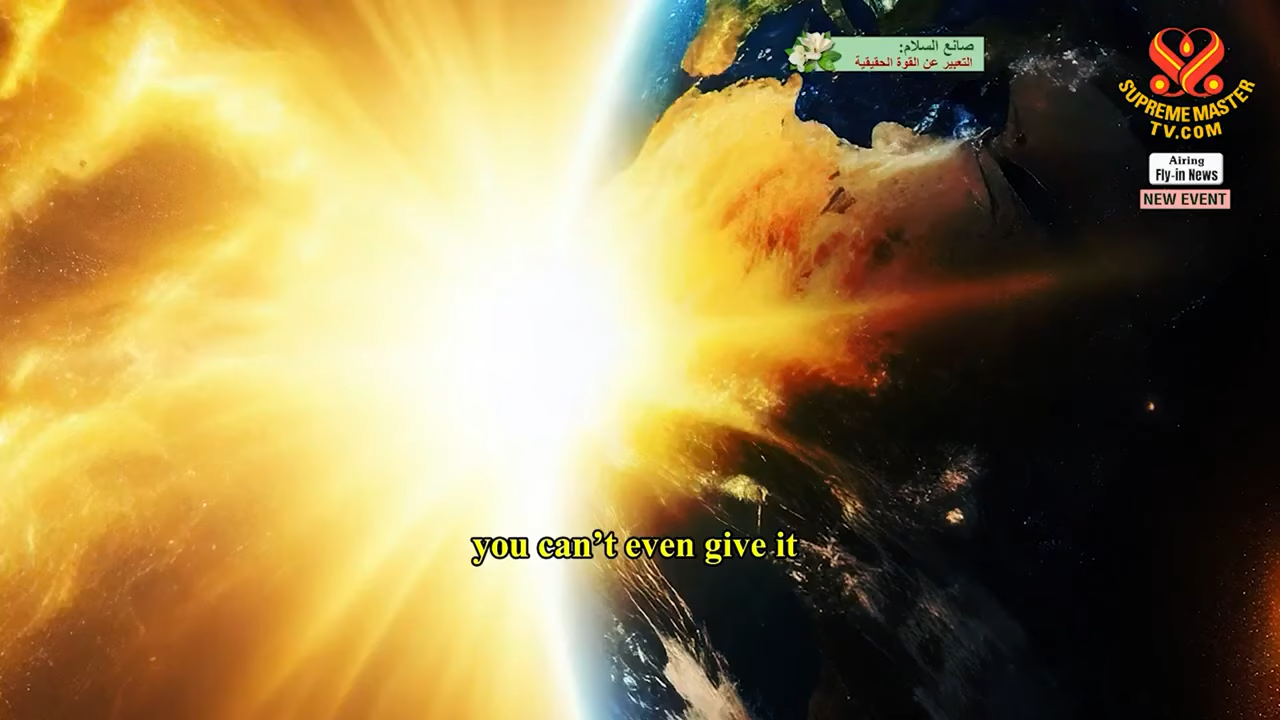 صانع السلام:
التعبير عن القوة الحقيقية
SUPREME MASTER
TV.COM
Airing
Fly-in News
NEW EVENT
you can’t even give it